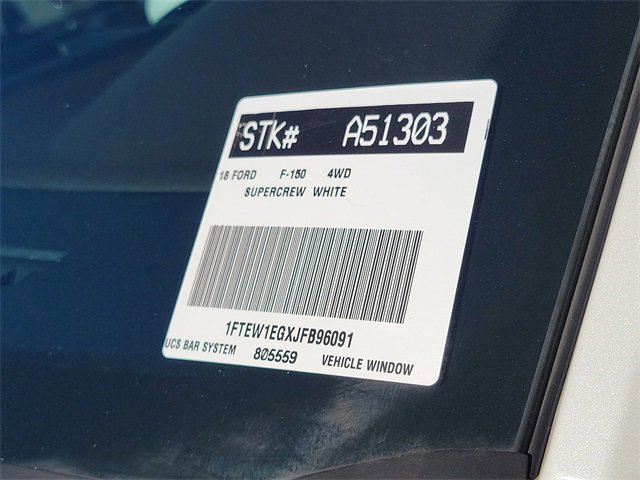 STK# A51303
18 FORD F-150 4WD
SUPERCREW WHITE
1FTEW1EGXJFB96091
UCS BAR SYSTEM 805559 VEHICLE WINDOW